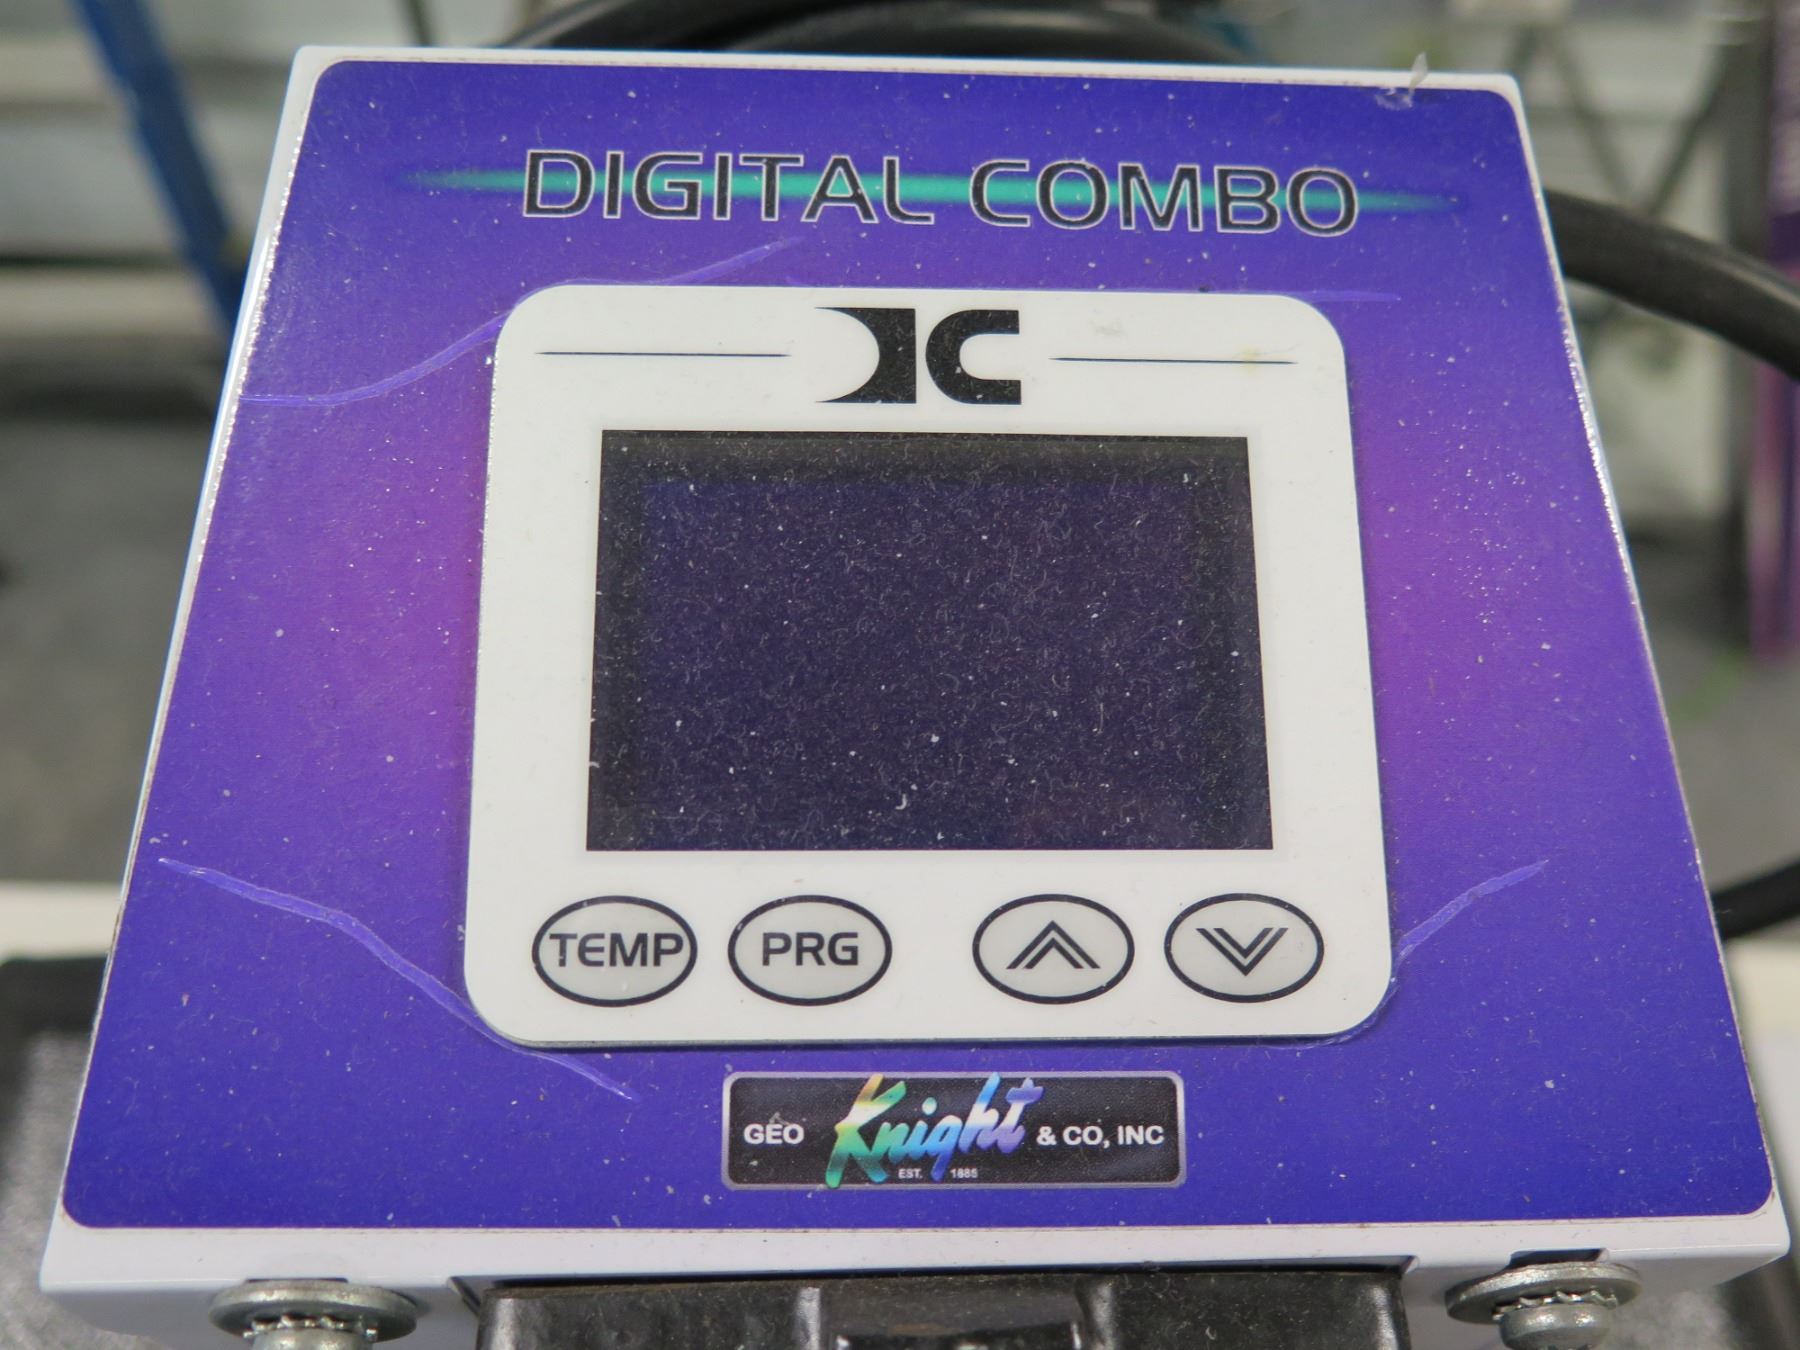 DIGITAL COMBO
TEMP PRG
GEO Knight & CO, INC
EST. 1885